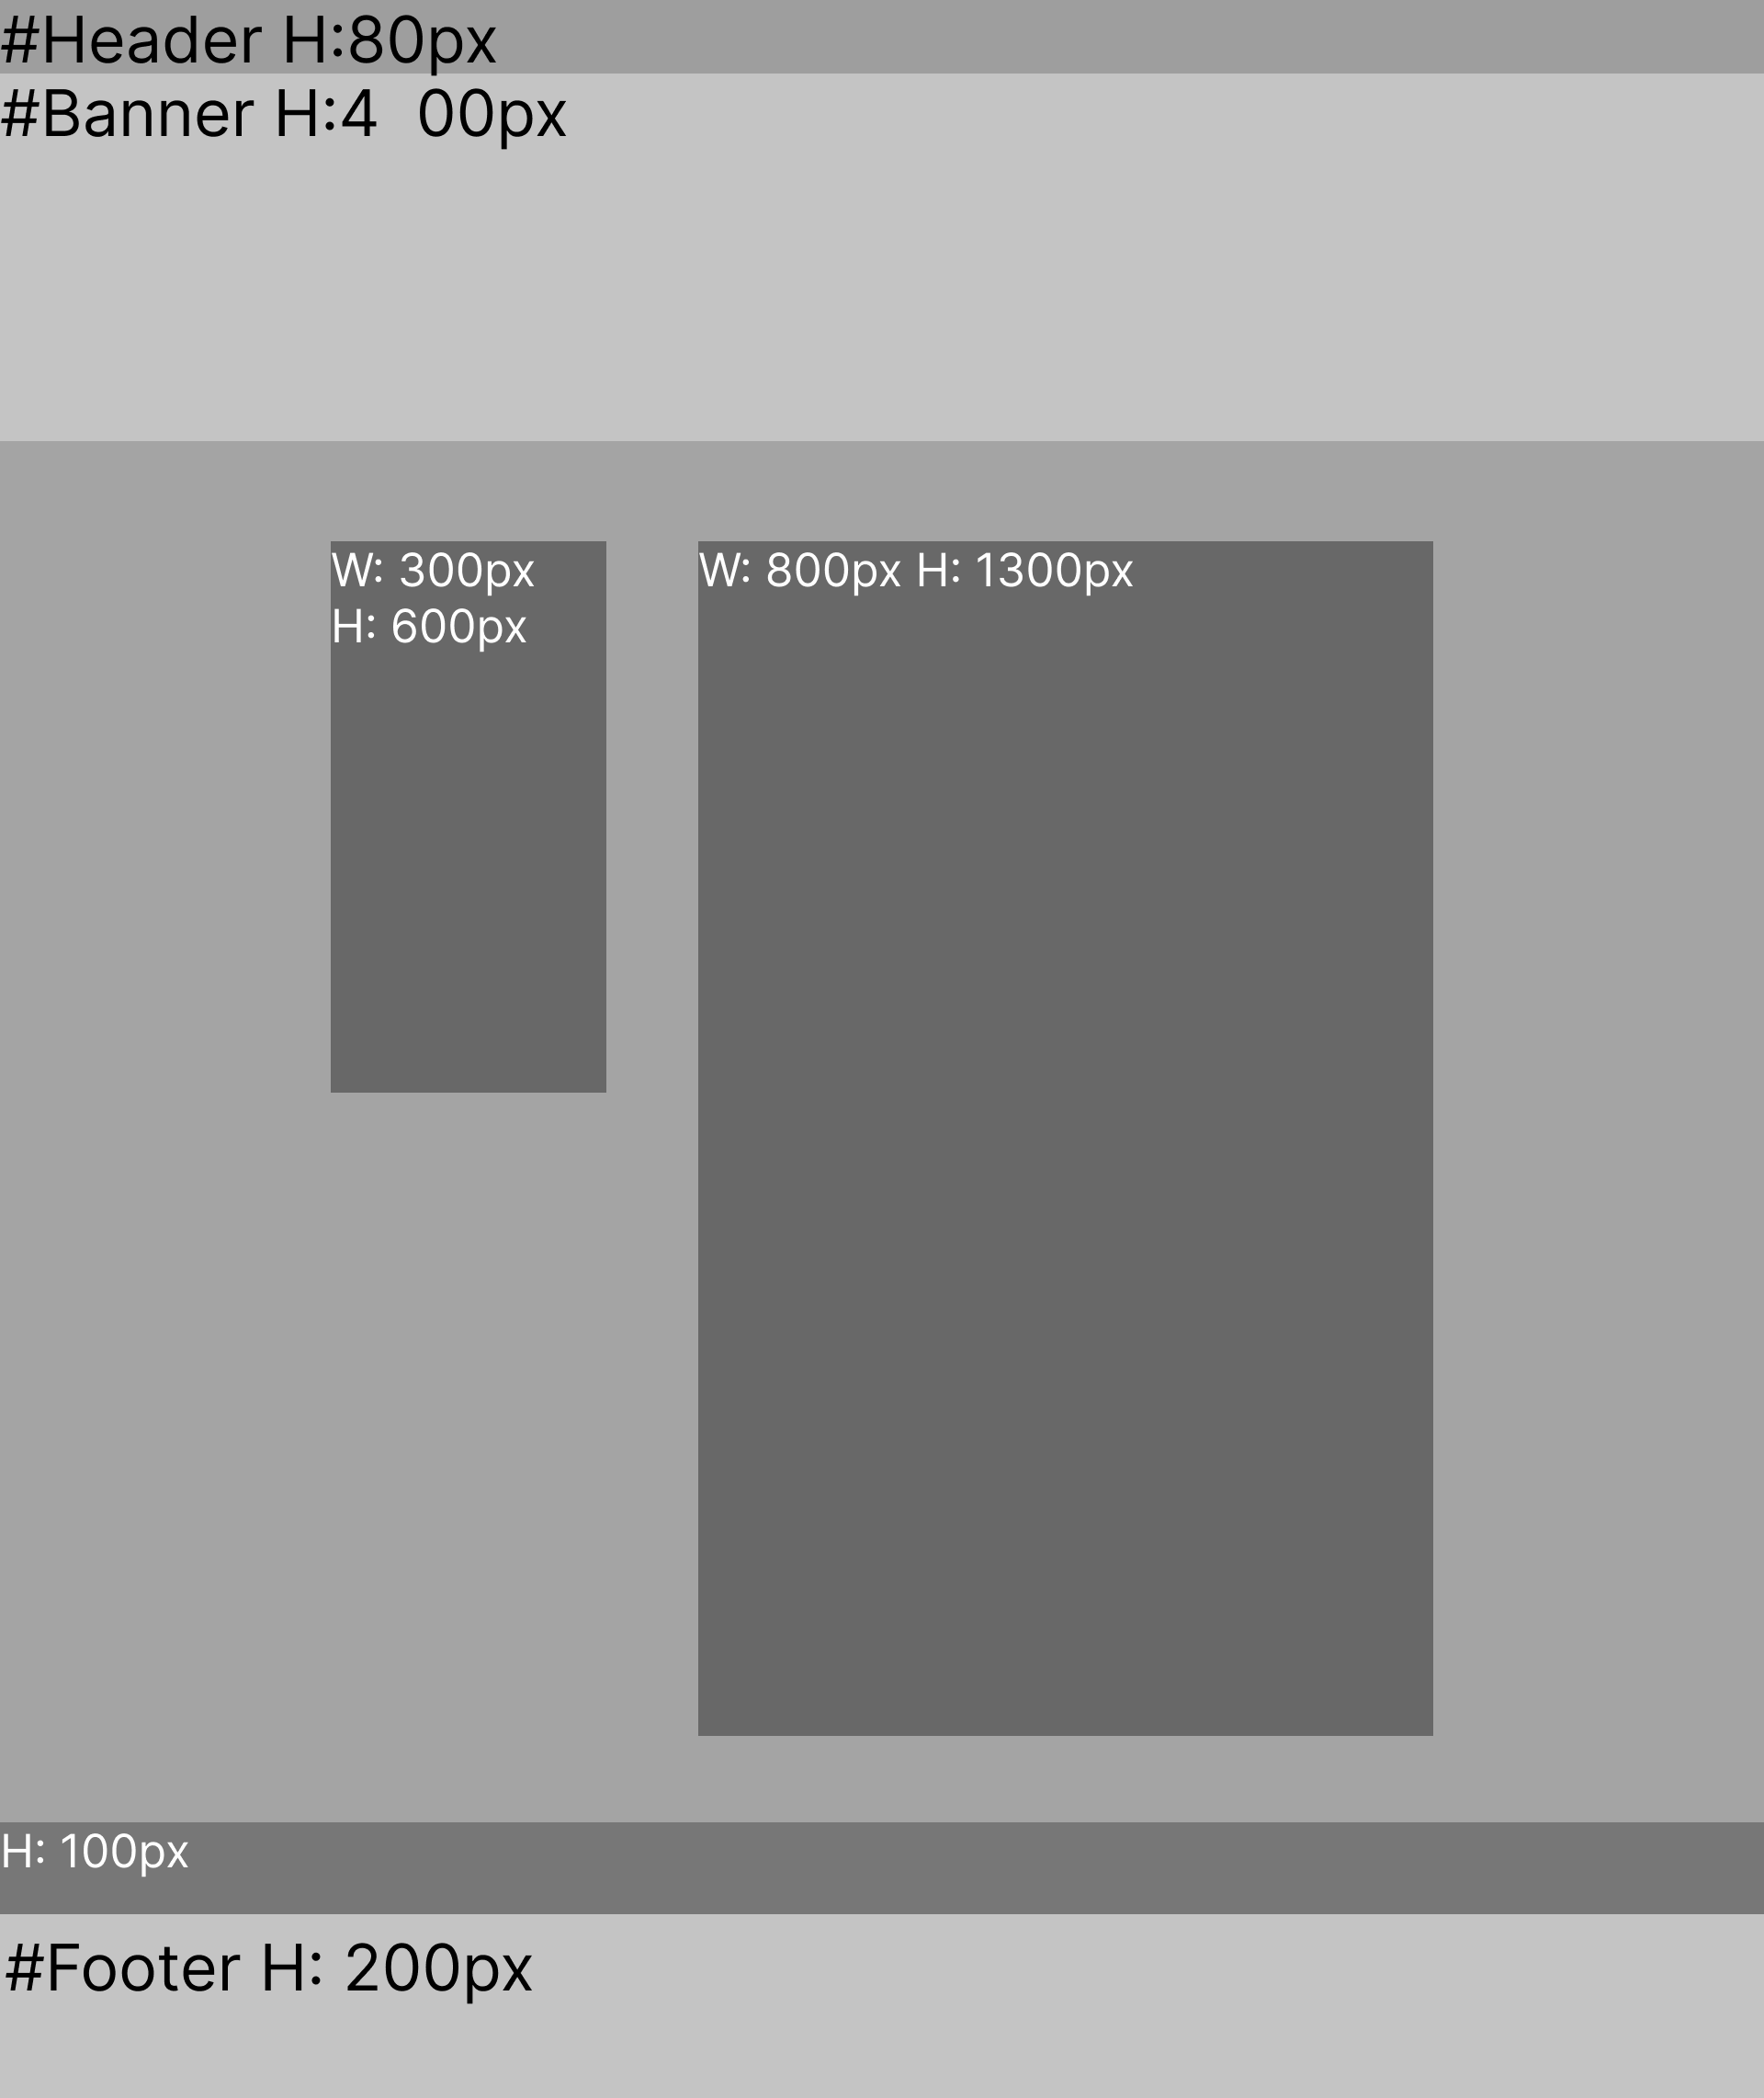 #Header H:80px
#Banner H:4  00px
W: 300px
H: 600px
W: 800px H: 1300px
H: 100px
#Footer H: 200px